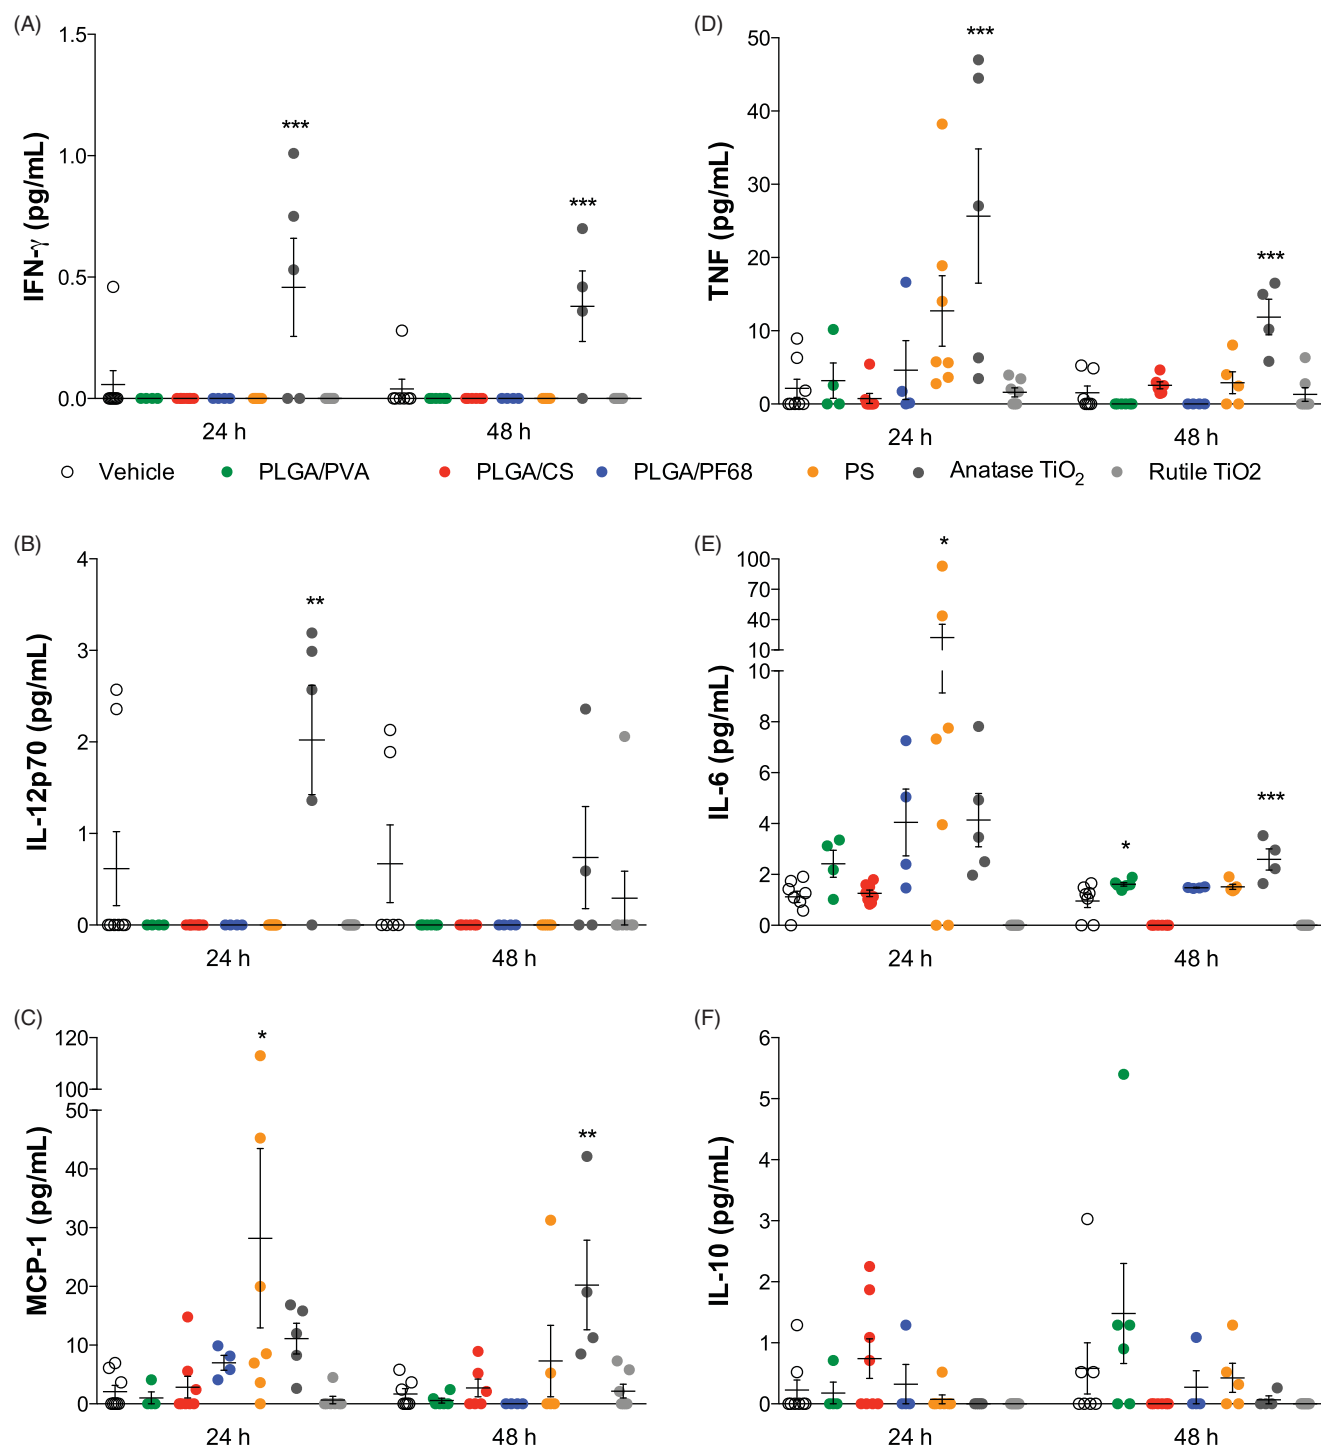 (A)
IFN-γ (pg/mL)
1.5
1.0
0.5
0.0
***
***
24 h
48 h
(D)
TNF (pg/mL)
50
40
30
20
10
0
***
***
24 h
48 h
Vehicle PLGA/PVA PLGA/CS PLGA/PF68 PS Anatase TiO2 Rutile TiO2
(B)
IL-12p70 (pg/mL)
4
3
2
1
0
**
24 h
48 h
(E)
IL-6 (pg/mL)
100
70
40
10
10
8
6
4
2
0
*
*
***
24 h
48 h
(C)
MCP-1 (pg/mL)
120
100
50
40
30
20
10
0
*
**
24 h
48 h
(F)
IL-10 (pg/mL)
6
5
4
3
2
1
0
24 h
48 h